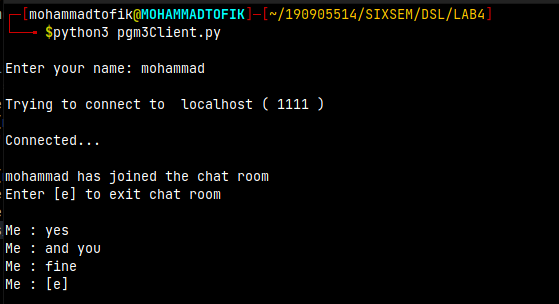 [mohammadtofik@MOHAMMADTOFIK]-[~/190905514/SIXSEM/DSL/LAB4]
$python3 pgm3Client.py
Enter your name: mohammad
Trying to connect to  localhost ( 1111 )
Connected...
mohammad has joined the chat room
Enter [e] to exit chat room
Me : yes
Me : and you
Me : fine
Me : [e]